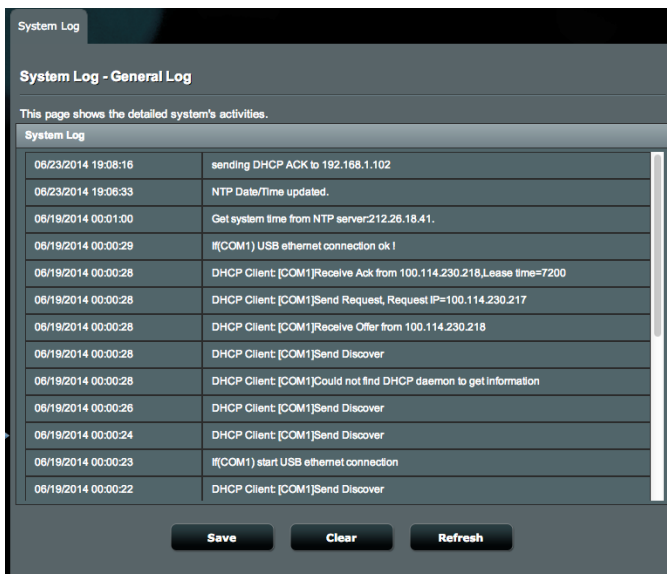 System Log
System Log - General Log
This page shows the detailed system's activities.
System Log
06/23/2014 19:08:16 sending DHCP ACK to 192.168.1.102
06/23/2014 19:06:33 NTP Date/Time updated.
06/19/2014 00:01:00 Get system time from NTP server:212.26.18.41.
06/19/2014 00:00:29 If(COM1) USB ethernet connection ok !
06/19/2014 00:00:28 DHCP Client: [COM1]Receive Ack from 100.114.230.218,Lease time=7200
06/19/2014 00:00:28 DHCP Client: [COM1]Send Request, Request IP=100.114.230.217
06/19/2014 00:00:28 DHCP Client: [COM1]Receive Offer from 100.114.230.218
06/19/2014 00:00:28 DHCP Client: [COM1]Send Discover
06/19/2014 00:00:28 DHCP Client: [COM1]Could not find DHCP daemon to get information
06/19/2014 00:00:26 DHCP Client: [COM1]Send Discover
06/19/2014 00:00:24 DHCP Client: [COM1]Send Discover
06/19/2014 00:00:23 If(COM1) start USB ethernet connection
06/19/2014 00:00:22 DHCP Client: [COM1]Send Discover
Save Clear Refresh